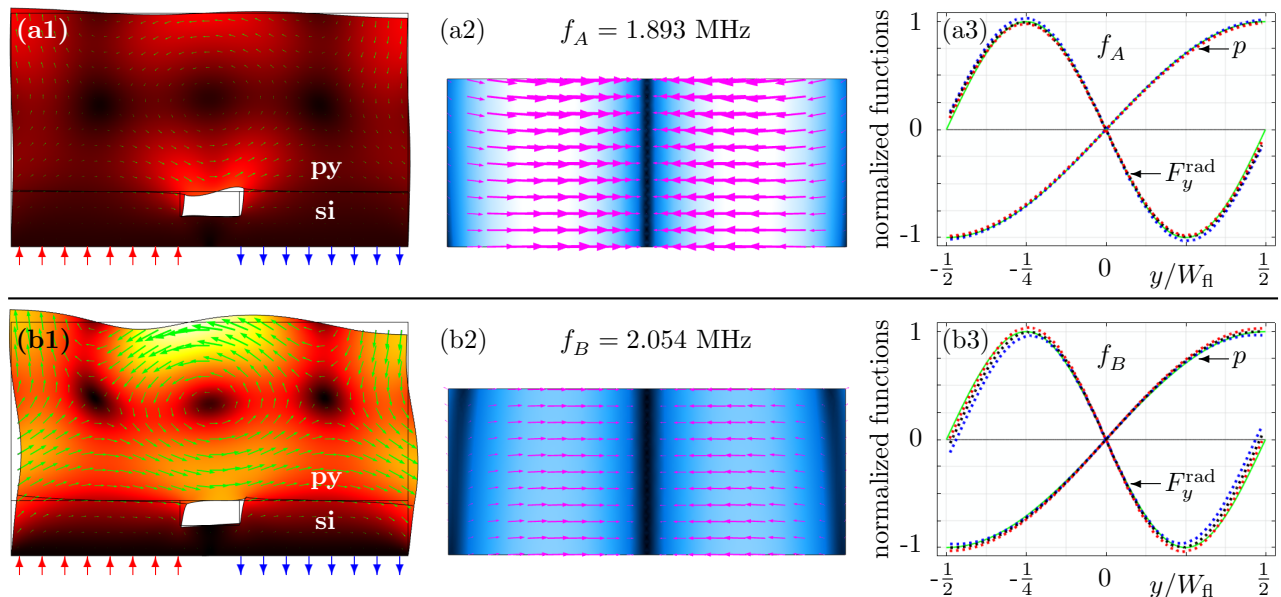 (a1)
py
si
(a2)
f_A = 1.893 MHz
(a3)
normalized functions
1
0
-1
f_A
p
F_y^rad
-1/2
-1/4
0
y/W_fl
1/2
(b1)
py
si
(b2)
f_B = 2.054 MHz
(b3)
normalized functions
1
0
-1
f_B
p
F_y^rad
-1/2
-1/4
0
y/W_fl
1/2